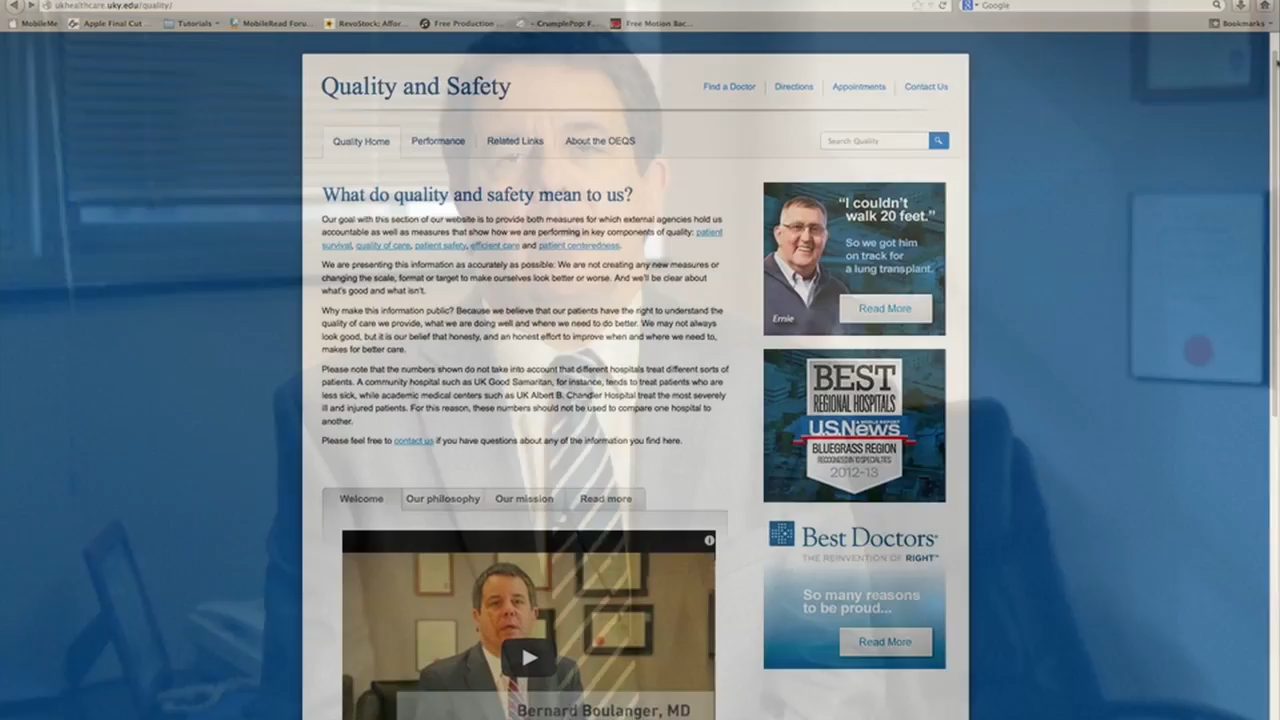 ukhealthcare.uky.edu/quality/
Google
MobileMe
Apple Final Cut ...
Tutorials
MobileRead Foru...
RevoStock: Affor...
Free Production ...
- CrumplePop: F...
Free Motion Bac...
Bookmarks
Quality and Safety
Find a Doctor
Directions
Appointments
Contact Us
Quality Home
Performance
Related Links
About the OEQS
Search Quality
What do quality and safety mean to us?
Our goal with this section of our website is to provide both measures for which external agencies hold us
accountable as well as measures that show how we are performing in key components of quality: patient
survival, quality of care, patient safety, efficient care and patient centeredness.
We are presenting this information as accurately as possible: We are not creating any new measures or
changing the scale, format or target to make ourselves look better or worse. And we'll be clear about
what's good and what isn't.
Why make this information public? Because we believe that our patients have the right to understand the
quality of care we provide, what we are doing well and where we need to do better. We may not always
look good, but it is our belief that honesty, and an honest effort to improve when and where we need to,
makes for better care.
Please note that the numbers shown do not take into account that different hospitals treat different sorts of
patients. A community hospital such as UK Good Samaritan, for instance, tends to treat patients who are
less sick, while academic medical centers such as UK Albert B. Chandler Hospital treat the most severely
ill and injured patients. For this reason, these numbers should not be used to compare one hospital to
another.
Please feel free to contact us if you have questions about any of the information you find here.
"I couldn't
walk 20 feet."
So we got him
on track for
a lung transplant.
Read More
Ernie
BEST
REGIONAL HOSPITALS
U.S.News
& WORLD REPORT
BLUEGRASS REGION
RECOGNIZED IN 10 SPECIALTIES
2012-13
Best Doctors
THE REINVENTION OF RIGHT™
So many reasons
to be proud...
Read More
Welcome
Our philosophy
Our mission
Read more
Bernard Boulanger, MD